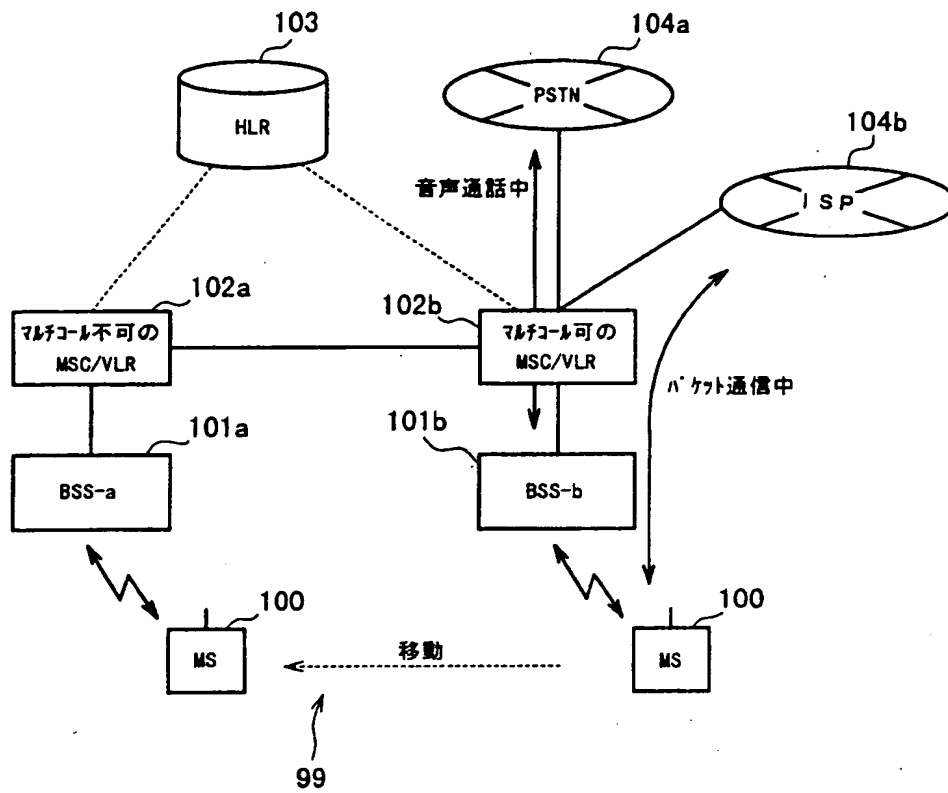 103
104a
HLR
PSTN
104b
音声通話中
ISP
102a
102b
マルチコール不可の
MSC/VLR
マルチコール可の
MSC/VLR
パケット通信中
101a
101b
BSS-a
BSS-b
100
100
MS
移動
MS
99